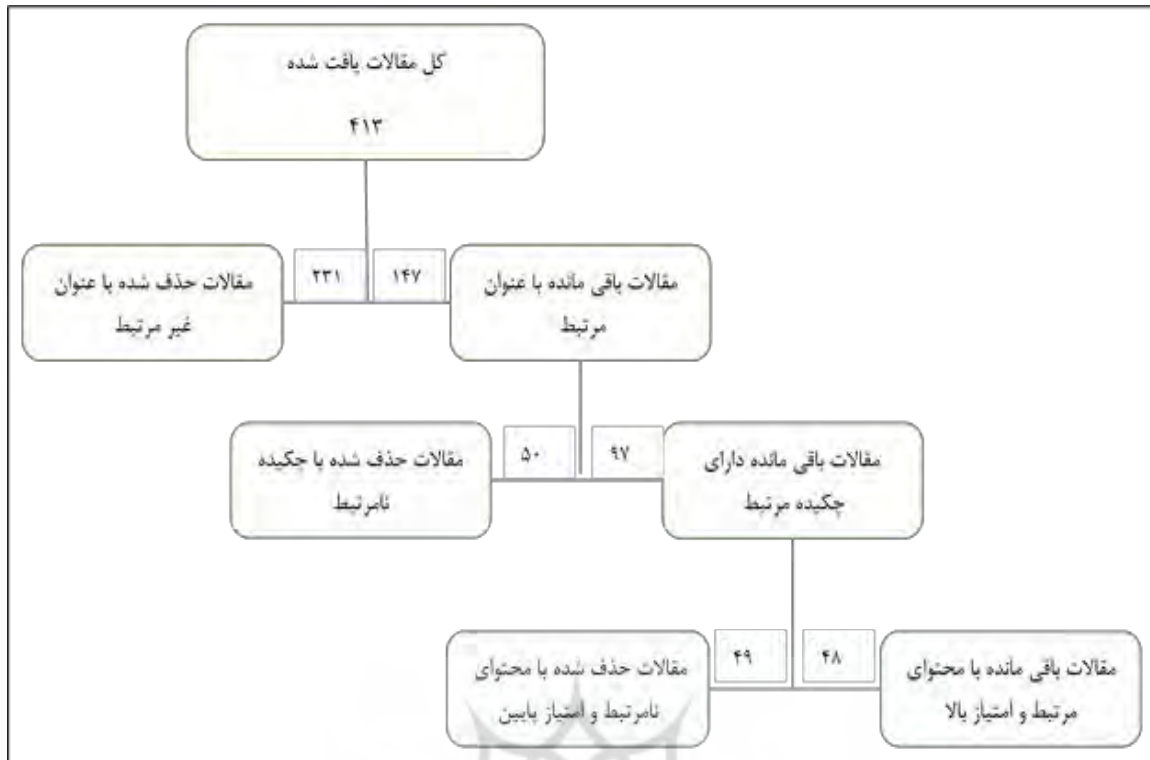 کل مقالات یافت شده
۴۱۳
مقالات حذف شده با عنوان
غیر مرتبط
۲۳۱
۱۴۷
مقالات باقی مانده با عنوان
مرتبط
مقالات حذف شده با چکیده
نامرتبط
۵۰
۹۷
مقالات باقی مانده دارای
چکیده مرتبط
مقالات حذف شده با محتوای
نامرتبط و امتیاز پایین
۴۹
۴۸
مقالات باقی مانده با محتوای
مرتبط و امتیاز بالا